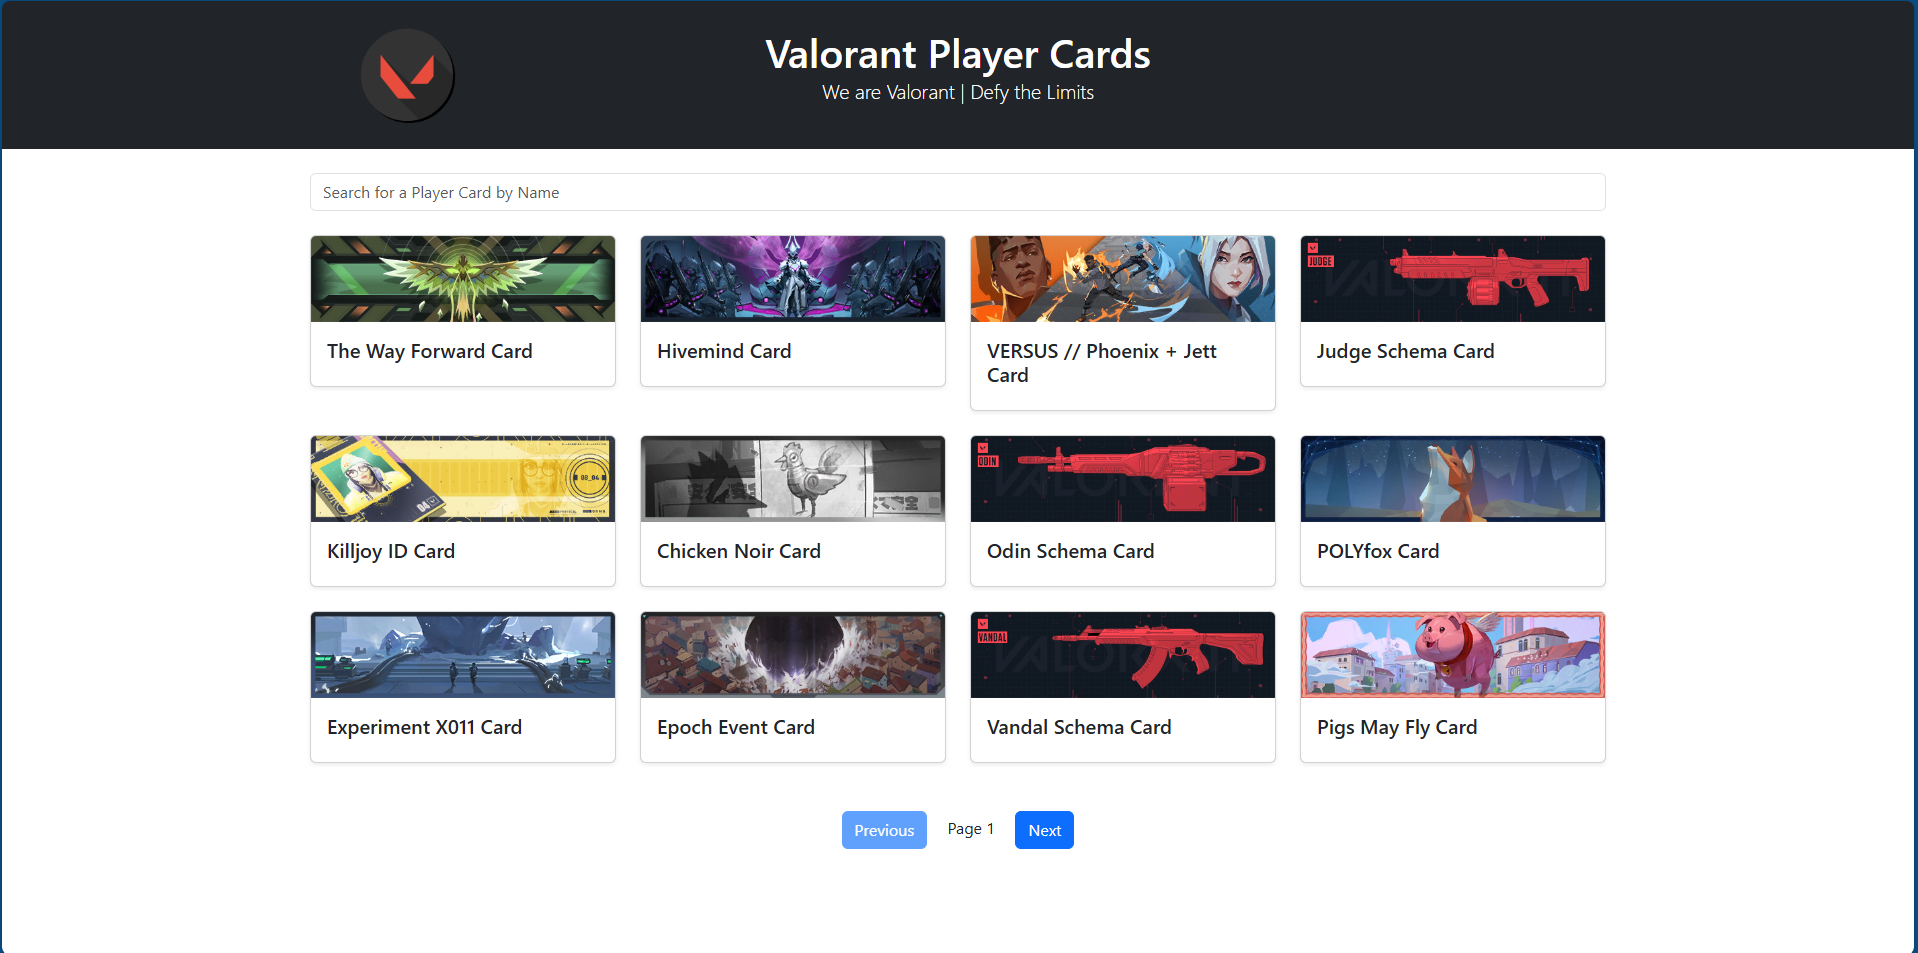 Valorant Player Cards
We are Valorant | Defy the Limits
Search for a Player Card by Name
JUDGE
The Way Forward Card
Hivemind Card
VERSUS // Phoenix + Jett
Card
Judge Schema Card
08_04
04
ODIN
Killjoy ID Card
Chicken Noir Card
Odin Schema Card
POLYfox Card
VANDAL
Experiment X011 Card
Epoch Event Card
Vandal Schema Card
Pigs May Fly Card
Previous
Page 1
Next